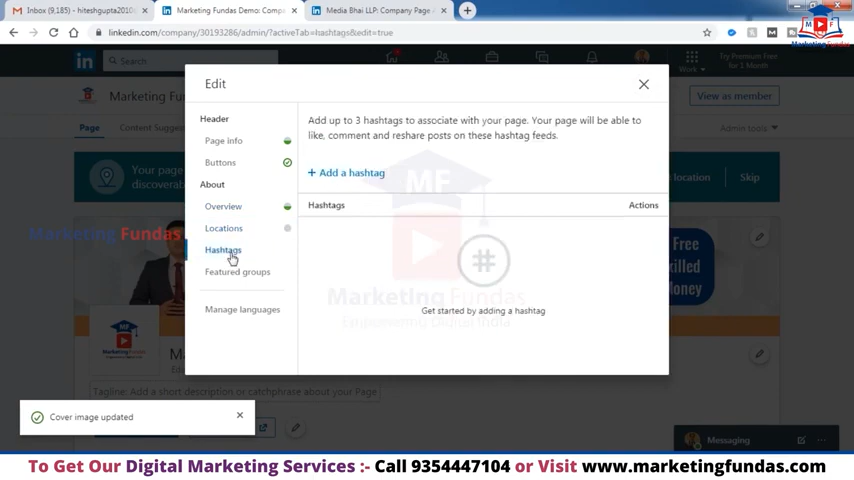 Inbox (9,185) - hiteshgupta2010
Marketing Fundas Demo: Compa
Media Bhai LLP: Company Page
linkedin.com/company/30193286/admin/?activeTab=hashtags&edit=true
in
Search
Work
Try Premium Free
for 1 Month
Marketing Fu
View as member
Page
Content Sugges
Admin tools
Your page
discoverab
location
Skip
Edit
Header
Page info
Buttons
About
Overview
Locations
Hashtags
Featured groups
Manage languages
Add up to 3 hashtags to associate with your page. Your page will be able to
like, comment and reshare posts on these hashtag feeds.
+ Add a hashtag
Hashtags
Actions
#
Get started by adding a hashtag
MF
Marketing Fundas
Empowering Digital India
Marketing Fundas
Free
killed
Money
MF
Ma
Tagline: Add a short description or catchphrase about your Page
Cover image updated
Messaging
To Get Our Digital Marketing Services :- Call 9354447104 or Visit www.marketingfundas.com